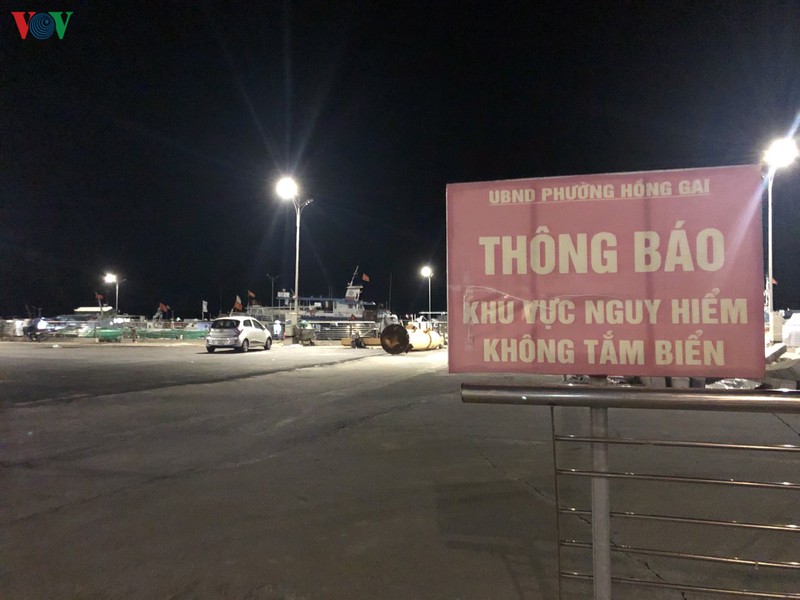 VOV
UBND PHƯỜNG HỒNG GAI
THÔNG BÁO
KHU VỰC NGUY HIỂM
KHÔNG TẮM BIỂN